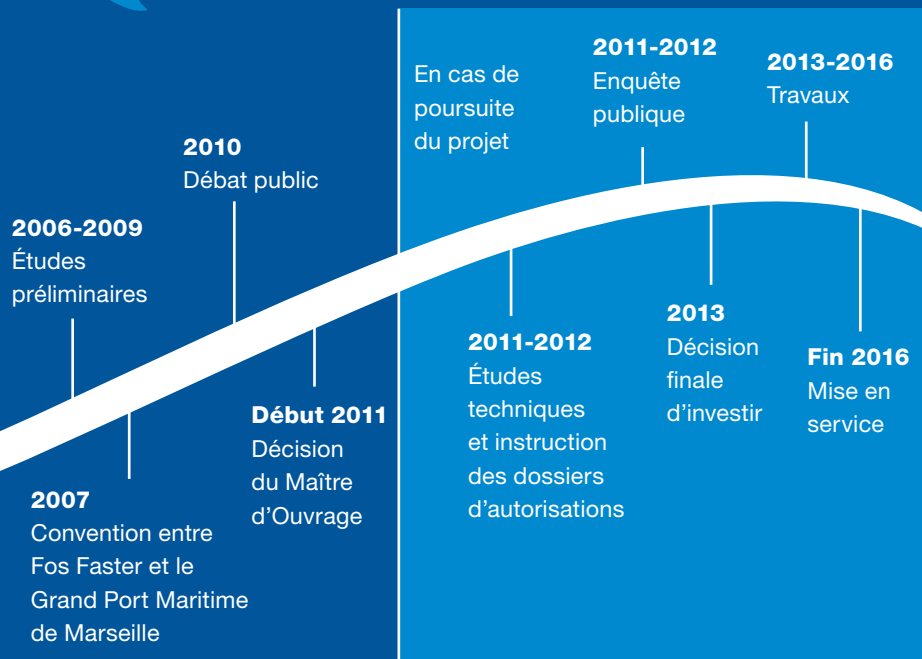 2006-2009
Études
préliminaires
2007
Convention entre
Fos Faster et le
Grand Port Maritime
de Marseille
2010
Débat public
Début 2011
Décision
du Maître
d'Ouvrage
En cas de
poursuite
du projet
2011-2012
Études
techniques
et instruction
des dossiers
d'autorisations
2011-2012
Enquête
publique
2013
Décision
finale
d'investir
2013-2016
Travaux
Fin 2016
Mise en
service